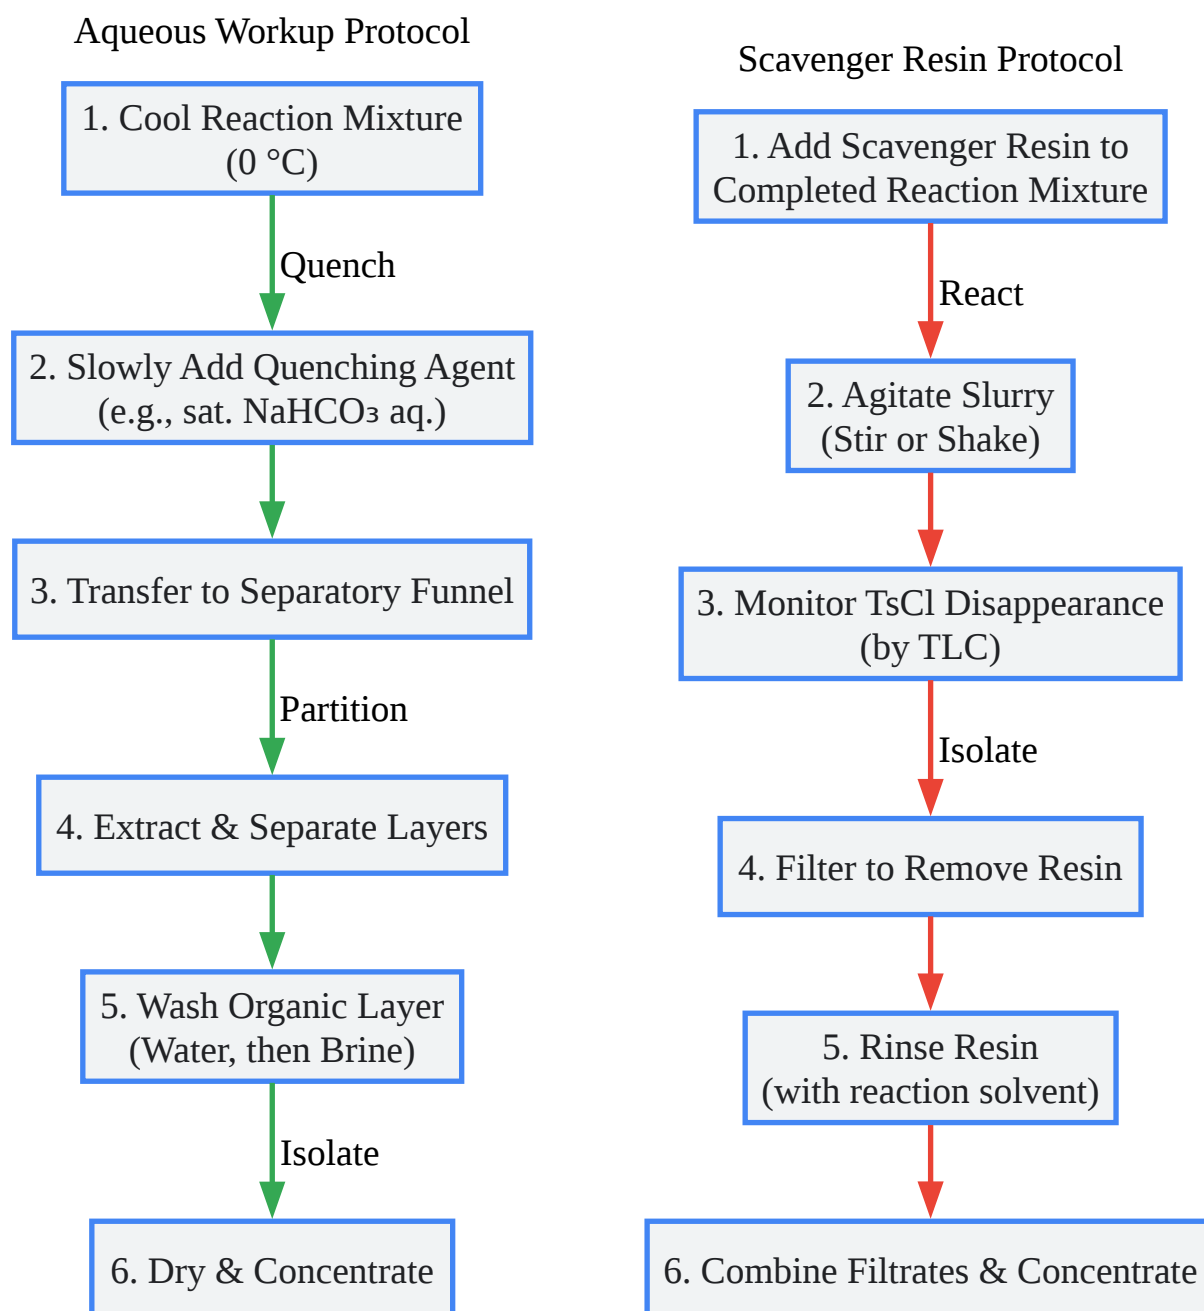 Aqueous Workup Protocol
1. Cool Reaction Mixture
(0 °C)
Quench
2. Slowly Add Quenching Agent
(e.g., sat. NaHCO₃ aq.)
3. Transfer to Separatory Funnel
Partition
4. Extract & Separate Layers
5. Wash Organic Layer
(Water, then Brine)
Isolate
6. Dry & Concentrate
Scavenger Resin Protocol
1. Add Scavenger Resin to
Completed Reaction Mixture
React
2. Agitate Slurry
(Stir or Shake)
3. Monitor TsCl Disappearance
(by TLC)
Isolate
4. Filter to Remove Resin
5. Rinse Resin
(with reaction solvent)
6. Combine Filtrates & Concentrate